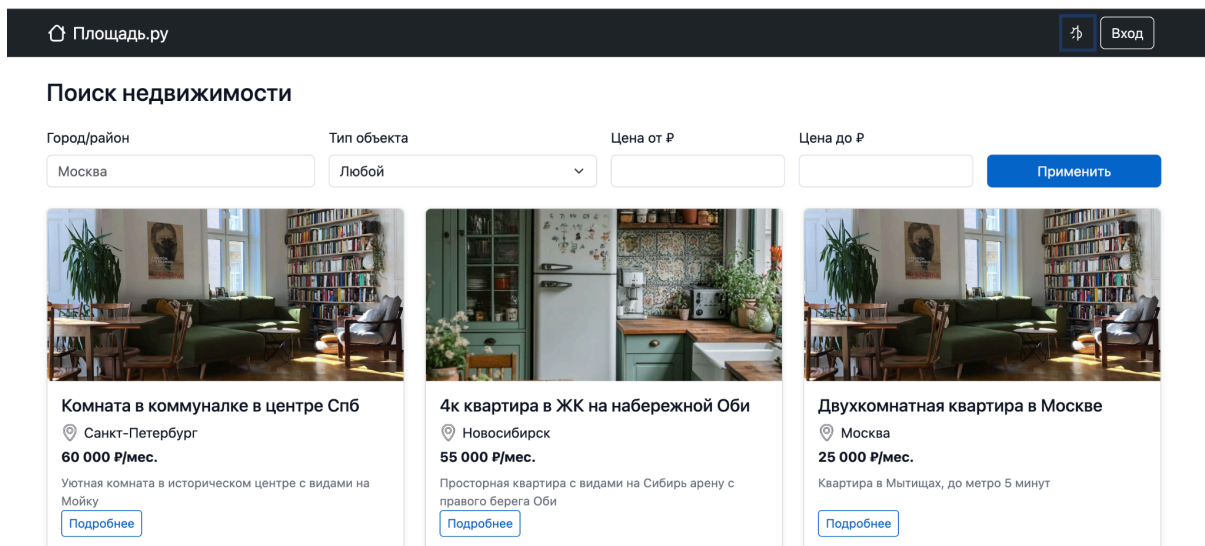 Площадь.ру
Вход
Поиск недвижимости
Город/район Тип объекта Цена от ₽ Цена до ₽
Москва Любой Применить
Комната в коммуналке в центре Спб
Санкт-Петербург
60 000 ₽/мес.
Уютная комната в историческом центре с видами на
Мойку
Подробнее
4к квартира в ЖК на набережной Оби
Новосибирск
55 000 ₽/мес.
Просторная квартира с видами на Сибирь арену с
правого берега Оби
Подробнее
Двухкомнатная квартира в Москве
Москва
25 000 ₽/мес.
Квартира в Мытищах, до метро 5 минут
Подробнее